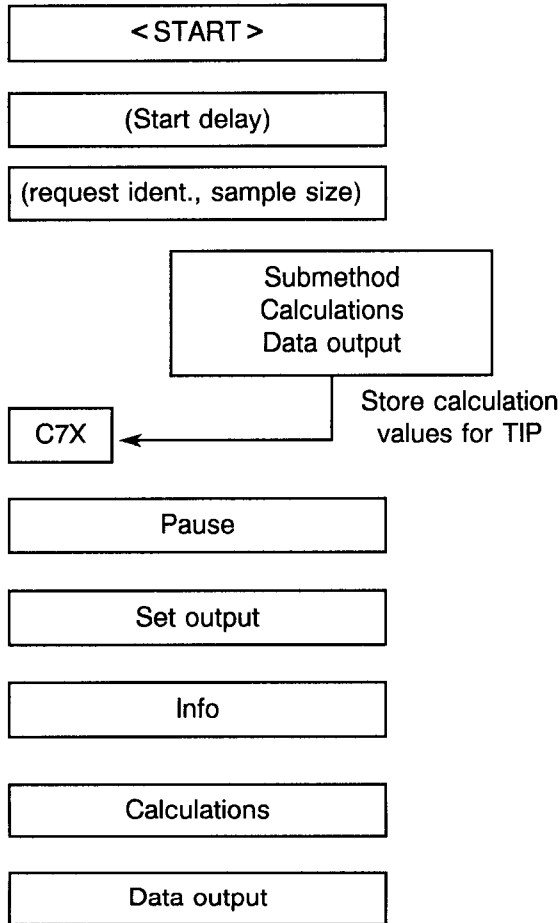 <START>
(Start delay)
(request ident., sample size)
Submethod
Calculations
Data output
Store calculation
values for TIP
C7X
Pause
Set output
Info
Calculations
Data output